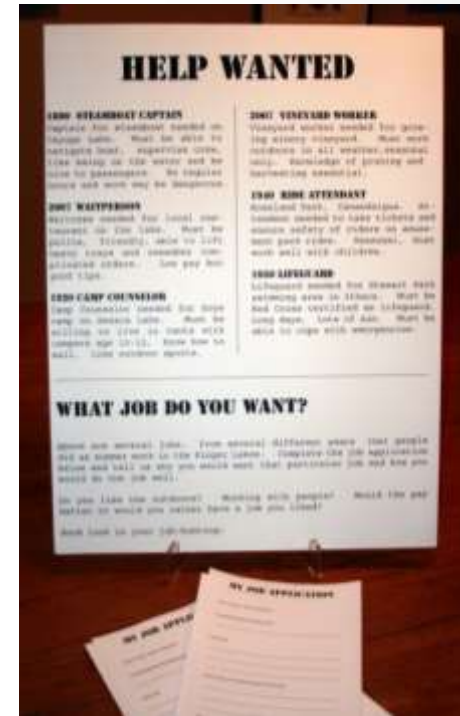 HELP WANTED
1880 STEAMBOAT CAPTAIN
Captain for steamboat needed on
Cayuga Lake. Must be able to
navigate boat, supervise crew,
like being on the water and be
nice to passengers. No regular
hours and work may be dangerous.
2007 WAITPERSON
needed for local
restaurant on the lake. Must be
polite, friendly, able to lift
heavy trays and remember com-
plicated orders. Low pay but
good tips.
1920 CAMP COUNSELOR
Camp Counselor needed for boys
camp on Seneca Lake. Must be
willing to live in tents with
campers age 10-12. Know how to
sail. Like outdoor sports.
2007 VINEYARD WORKER
Vineyard worker needed for grow-
ing winery vineyard. Must work
outdoors in all weather. Seasonal
only. Knowledge of pruning and
harvesting essential.
1940 RIDE ATTENDANT
Roseland Park, Canandaigua. At-
tendant needed to take tickets and
ensure safety of riders on amuse-
ment park rides. Seasonal. Must
work well with children.
1950 LIFEGUARD
Lifeguard needed for Stewart Park
swimming area in Ithaca. Must be
Red Cross certified as lifeguard.
Long days. Lots of sun. Must be
able to cope with emergencies.
WHAT JOB DO YOU WANT?
Above are several jobs, from several different years that people
did as summer work in the Finger Lakes. Complete the job application
below and tell us why you would want that particular job and how you
would do the job well.
Do you like the outdoors? Working with people? Would the pay
matter or would you rather have a job you liked?
Good luck in your job-hunting.
MY JOB APPLICATION
MY JOB APPLI